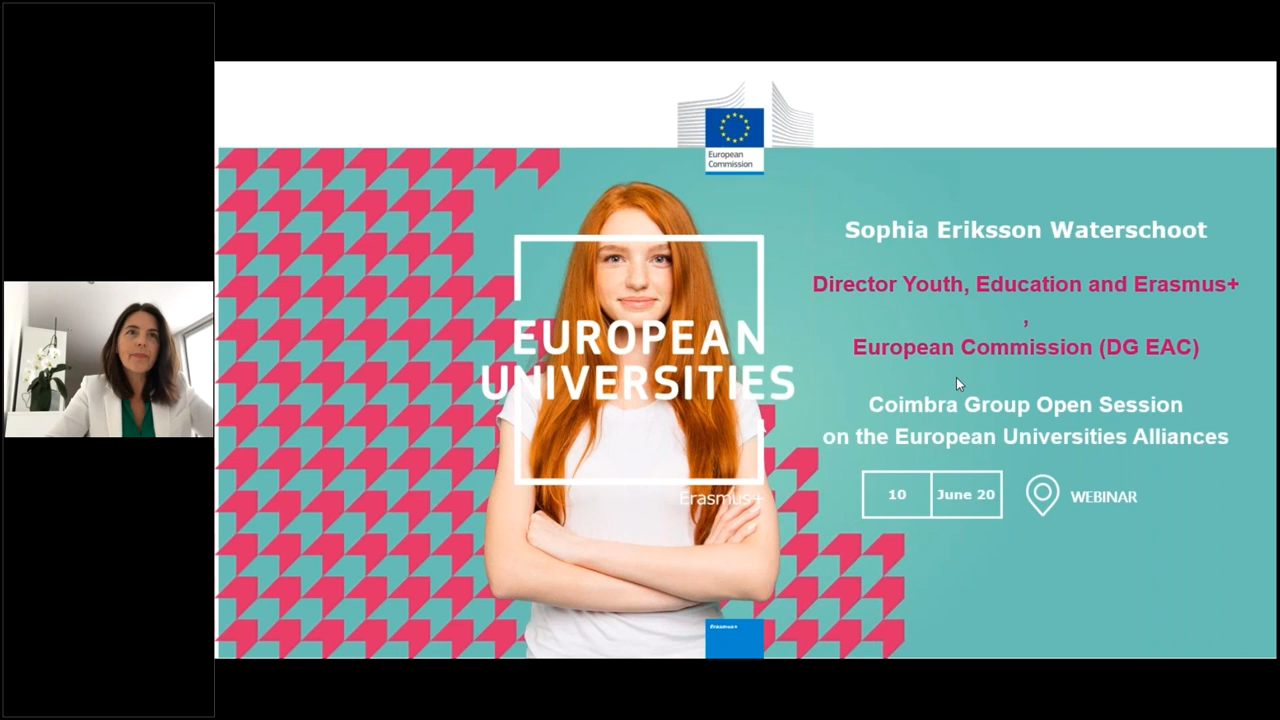 European
Commission
Sophia Eriksson Waterschoot
Director Youth, Education and Erasmus+
,
European Commission (DG EAC)
EUROPEAN
UNIVERSITIES
Erasmus+
Coimbra Group Open Session
on the European Universities Alliances
10
June 20
WEBINAR
Erasmus+